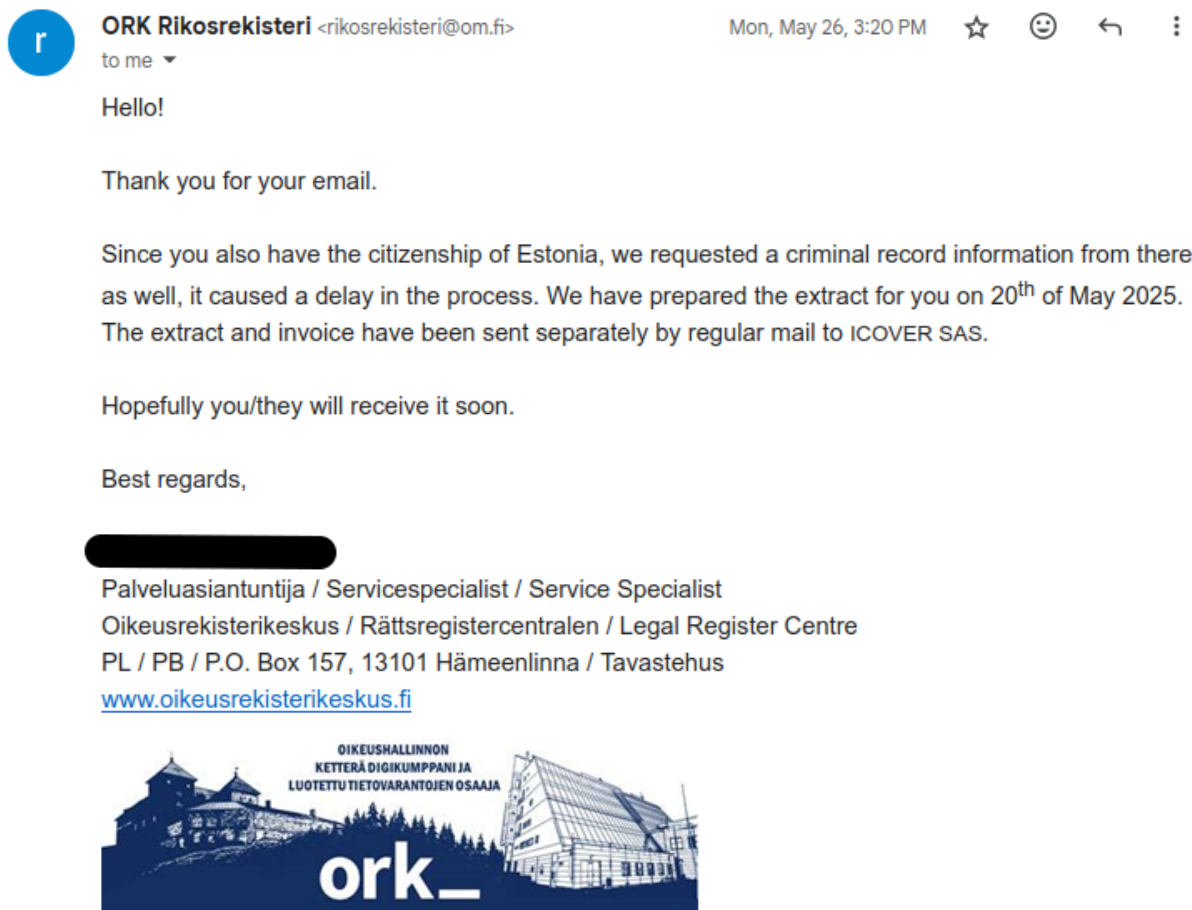 r
ORK Rikosrekisteri <rikosrekisteri@om.fi>
Mon, May 26, 3:20 PM
to me
Hello!
Thank you for your email.
Since you also have the citizenship of Estonia, we requested a criminal record information from there
as well, it caused a delay in the process. We have prepared the extract for you on 20th of May 2025.
The extract and invoice have been sent separately by regular mail to ICOVER SAS.
Hopefully you/they will receive it soon.
Best regards,
Palveluasiantuntija / Servicespecialist / Service Specialist
Oikeusrekisterikeskus / Rättsregistercentralen / Legal Register Centre
PL / PB / P.O. Box 157, 13101 Hämeenlinna / Tavastehus
www.oikeusrekisterikeskus.fi
OIKEUSHALLINNON
KETTERÄ DIGIKUMPPANI JA
LUOTETTU TIETOVARANTOJEN OSAAJA
ork_